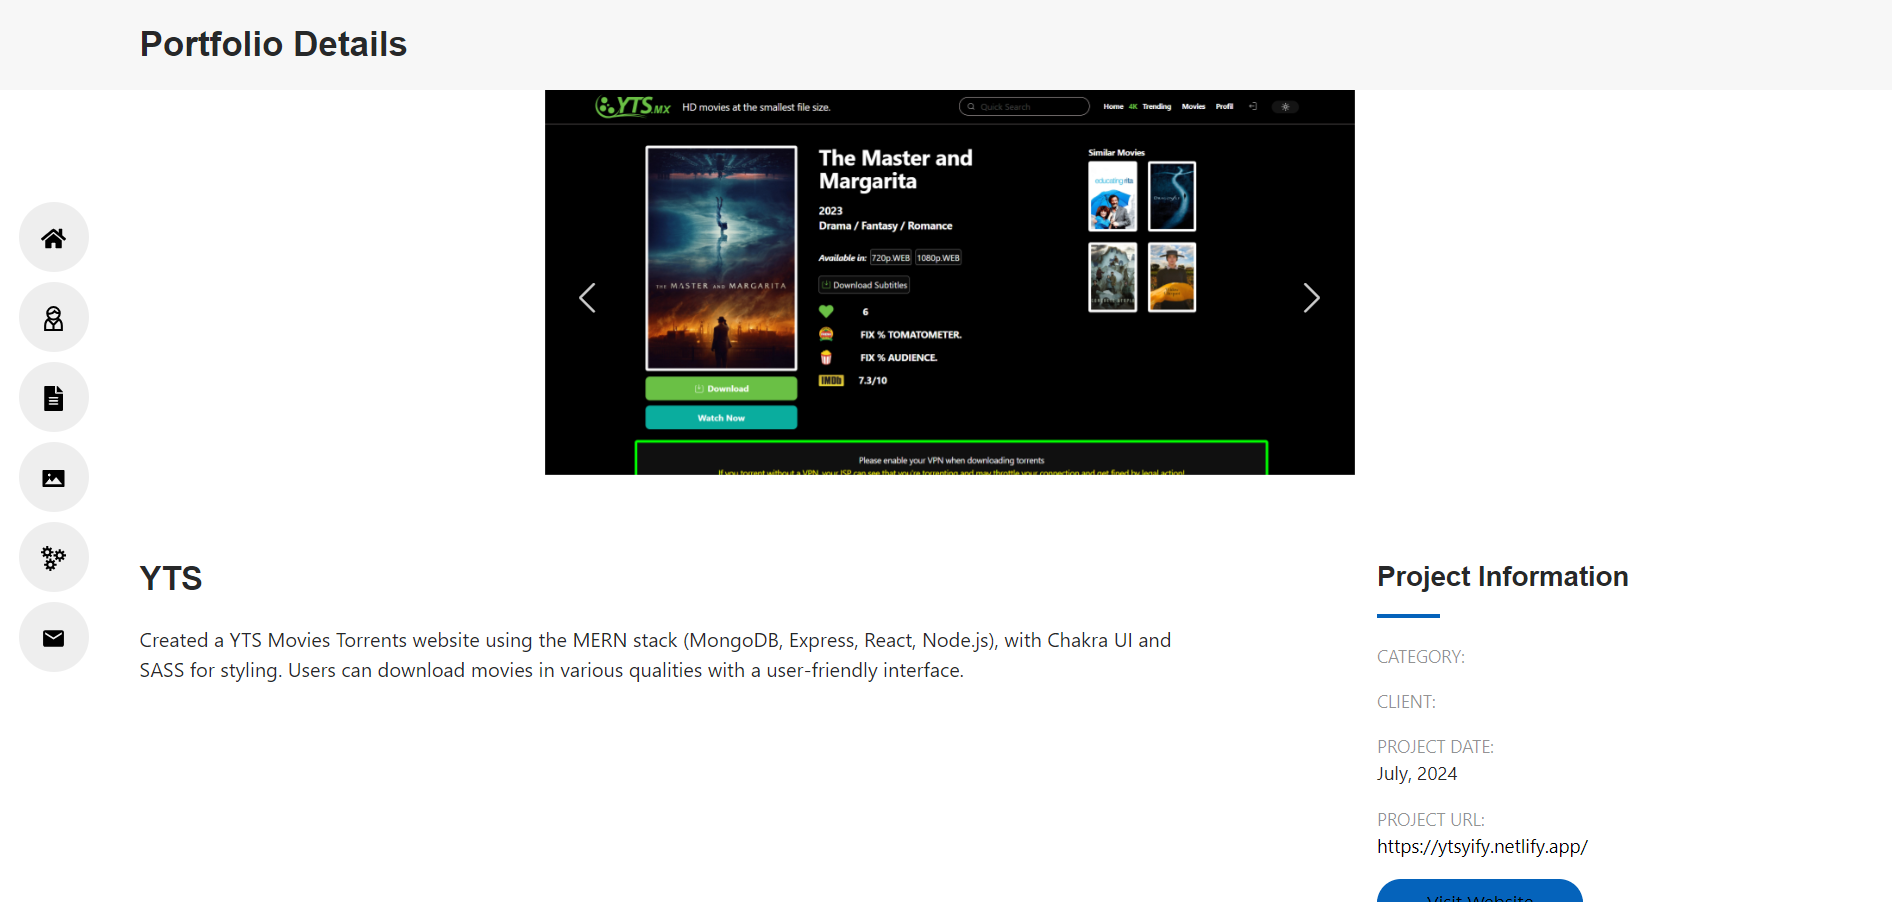 Portfolio Details
YTS.MX
HD movies at the smallest file size.
Quick Search
Home 4K Trending Movies Profil
The Master and
Margarita
2023
Drama / Fantasy / Romance
Available in: 720p.WEB 1080p.WEB
Download Subtitles
6
FIX % TOMATOMETER.
FIX % AUDIENCE.
IMDb 7.3/10
THE MASTER AND MARGARITA
Download
Watch Now
Similar Movies
educating rita
Please enable your VPN when downloading torrents
If you torrent without a VPN, your ISP can see that you're torrenting and may throttle your connection and get fined by legal action!
YTS
Created a YTS Movies Torrents website using the MERN stack (MongoDB, Express, React, Node.js), with Chakra UI and
SASS for styling. Users can download movies in various qualities with a user-friendly interface.
Project Information
CATEGORY:
CLIENT:
PROJECT DATE:
July, 2024
PROJECT URL:
https://ytsyify.netlify.app/
Visit Website